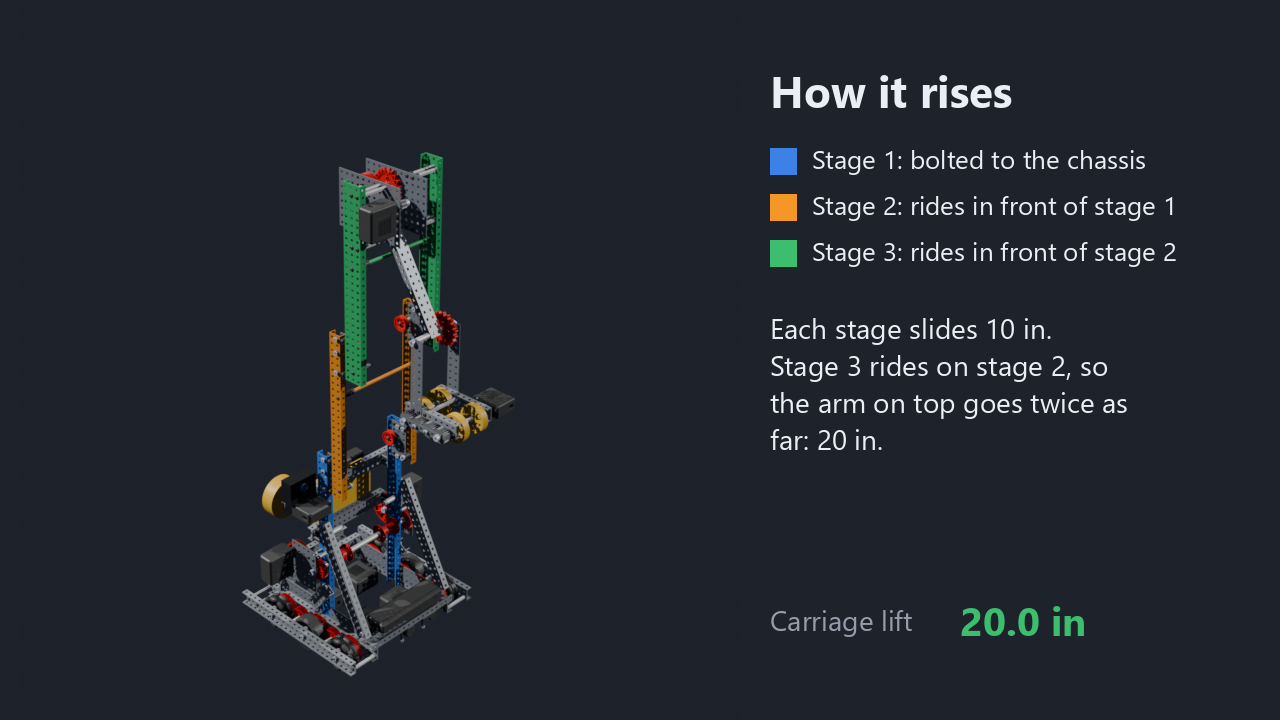 How it rises
Stage 1: bolted to the chassis
Stage 2: rides in front of stage 1
Stage 3: rides in front of stage 2
Each stage slides 10 in.
Stage 3 rides on stage 2, so
the arm on top goes twice as
far: 20 in.
Carriage lift 20.0 in